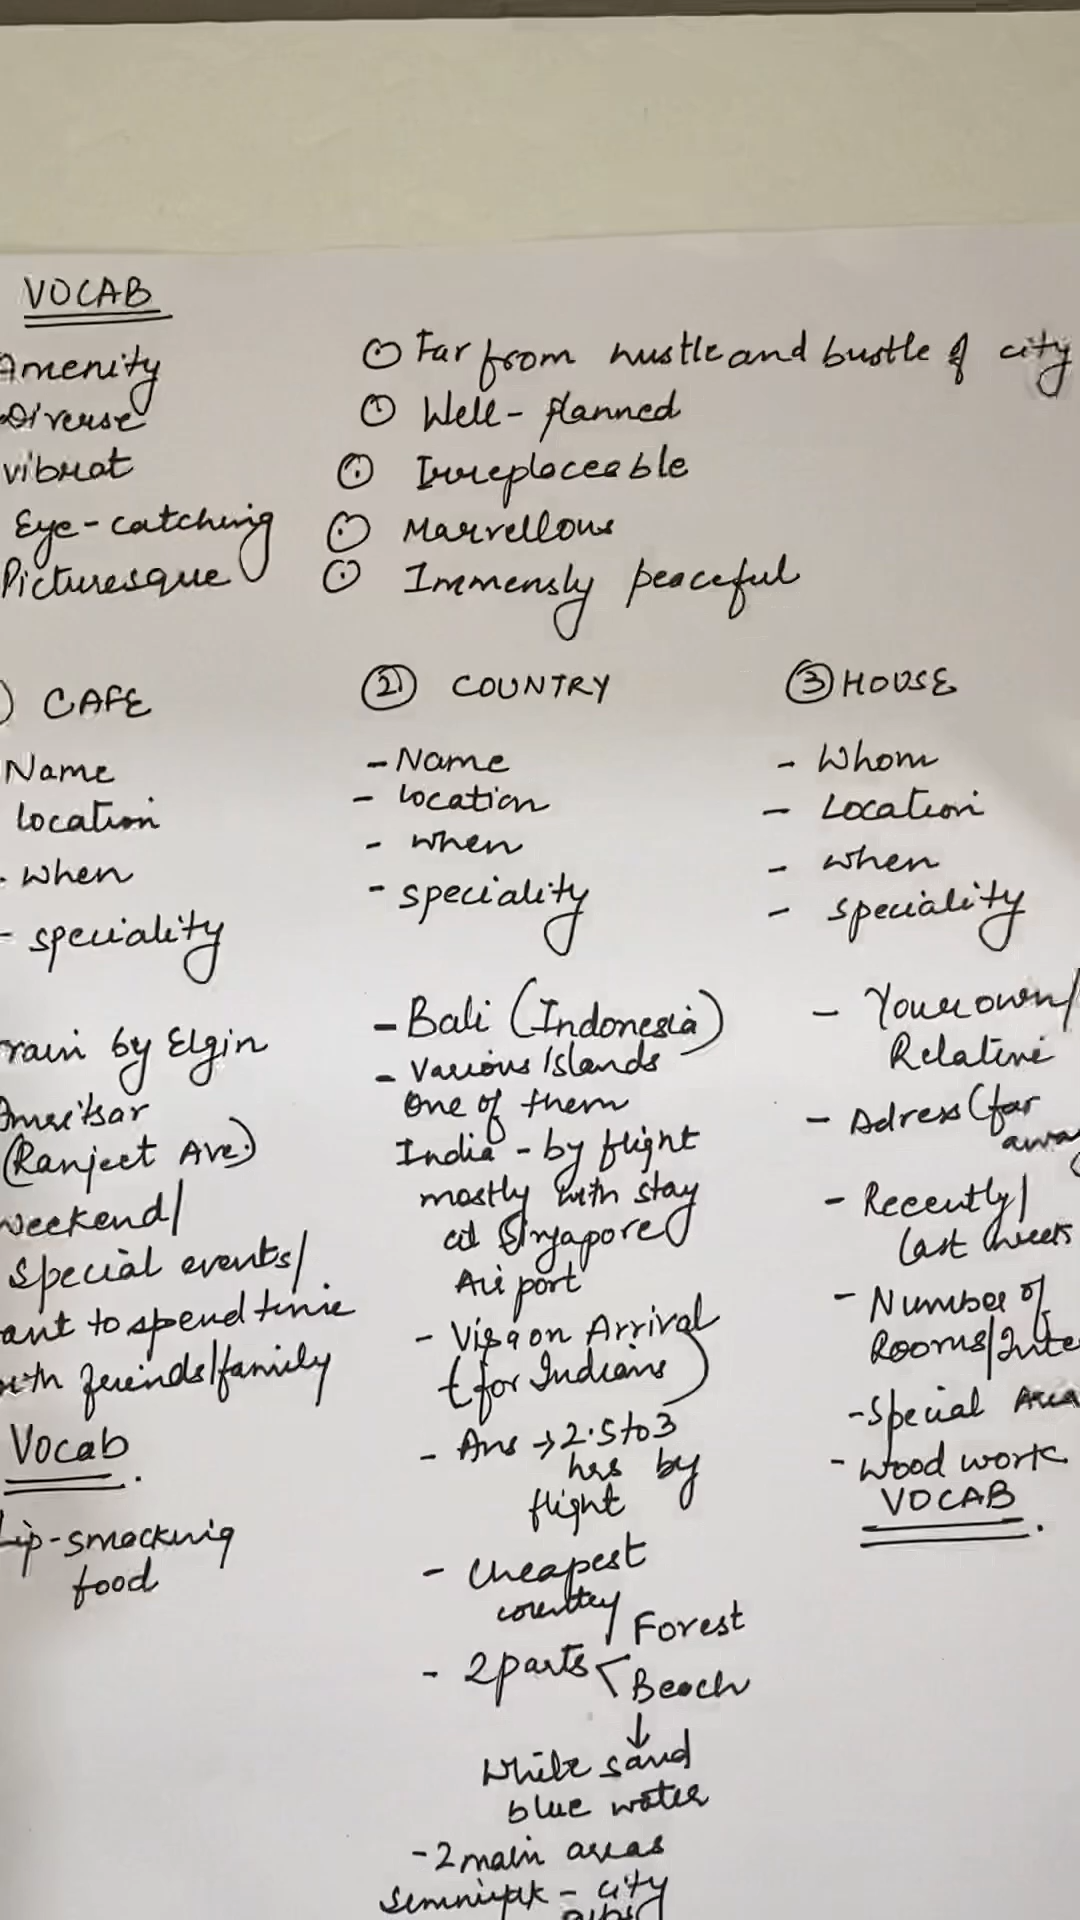 VOCAB
Amenity
Diverse
vibrat
Eye-catching
Picturesque
Far from hustle and bustle of city
Well-planned
Irreplaceable
Marvellous
Immensly peaceful
CAFE
Name
location
- when
- speciality
by Elgin
Amritsar
(Ranjeet Ave.)
weekend/
special events/
to spend time
friends/family
Vocab
Lip-smacking
food
② COUNTRY
- Name
- location
- when
- speciality
- Bali (Indonesia)
- Various Islands
One of them
India - by flight
mostly with stay
at Singapore
Airport
- Visa on Arrival
(for Indians)
- Ans → 2.5 to 3
hrs by
flight
- Cheapest
country
- 2 parts
Forest
Beach
↓
White sand
blue water
- 2 main areas
- city
③ HOUSE
- Whom
- Location
- when
- speciality
- Your own/
Relative
- Adress (far
away
- Recently/
last week
- Number of
Rooms/
- Special Area
- Wood work
VOCAB